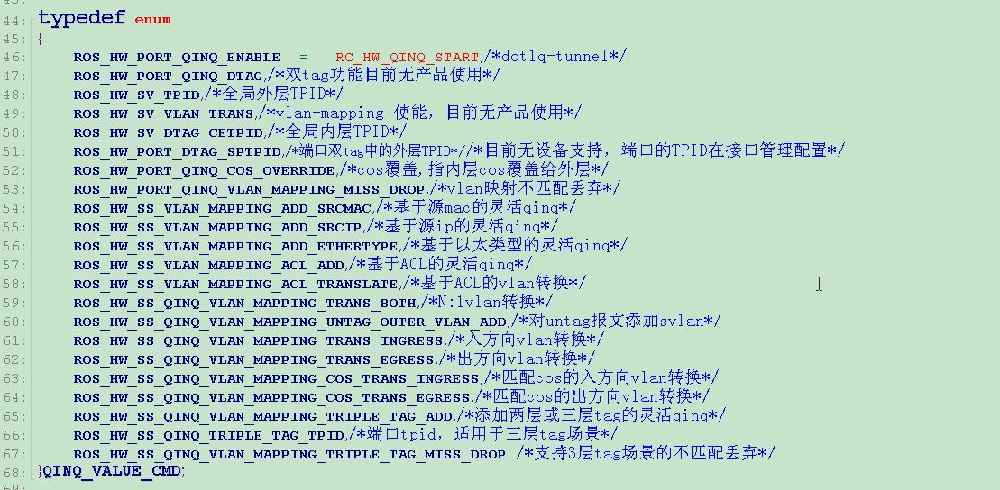 44: typedef enum
45: {
46: ROS_HW_PORT_QINQ_ENABLE = RC_HW_QINQ_START,/*dot1q-tunnel*/
47: ROS_HW_PORT_QINQ_DTAG,/*双tag功能目前无产品使用*/
48: ROS_HW_SV_TPID,/*全局外层TPID*/
49: ROS_HW_SV_VLAN_TRANS,/*vlan-mapping 使能，目前无产品使用*/
50: ROS_HW_SV_DTAG_CETPID,/*全局内层TPID*/
51: ROS_HW_PORT_DTAG_SPTPID,/*端口双tag中的外层TPID*//*目前无设备支持，端口的TPID在接口管理配置*/
52: ROS_HW_PORT_QINQ_COS_OVERRIDE,/*cos覆盖,指内层cos覆盖给外层*/
53: ROS_HW_PORT_QINQ_VLAN_MAPPING_MISS_DROP,/*vlan映射不匹配丢弃*/
54: ROS_HW_SS_VLAN_MAPPING_ADD_SRCMAC,/*基于源mac的灵活qinq*/
55: ROS_HW_SS_VLAN_MAPPING_ADD_SRCIP,/*基于源ip的灵活qinq*/
56: ROS_HW_SS_VLAN_MAPPING_ADD_ETHERTYPE,/*基于以太类型的灵活qinq*/
57: ROS_HW_SS_VLAN_MAPPING_ACL_ADD,/*基于ACL的灵活qinq*/
58: ROS_HW_SS_VLAN_MAPPING_ACL_TRANSLATE,/*基于ACL的vlan转换*/
59: ROS_HW_SS_QINQ_VLAN_MAPPING_TRANS_BOTH,/*N:1vlan转换*/
60: ROS_HW_SS_QINQ_VLAN_MAPPING_UNTAG_OUTER_VLAN_ADD,/*对untag报文添加svlan*/
61: ROS_HW_SS_QINQ_VLAN_MAPPING_TRANS_INGRESS,/*入方向vlan转换*/
62: ROS_HW_SS_QINQ_VLAN_MAPPING_TRANS_EGRESS,/*出方向vlan转换*/
63: ROS_HW_SS_QINQ_VLAN_MAPPING_COS_TRANS_INGRESS,/*匹配cos的入方向vlan转换*/
64: ROS_HW_SS_QINQ_VLAN_MAPPING_COS_TRANS_EGRESS,/*匹配cos的出方向vlan转换*/
65: ROS_HW_SS_QINQ_VLAN_MAPPING_TRIPLE_TAG_ADD,/*添加两层或三层tag的灵活qinq*/
66: ROS_HW_SS_QINQ_TRIPLE_TAG_TPID,/*端口tpid，适用于三层tag场景*/
67: ROS_HW_SS_QINQ_VLAN_MAPPING_TRIPLE_TAG_MISS_DROP /*支持3层tag场景的不匹配丢弃*/
68: }QINQ_VALUE_CMD;